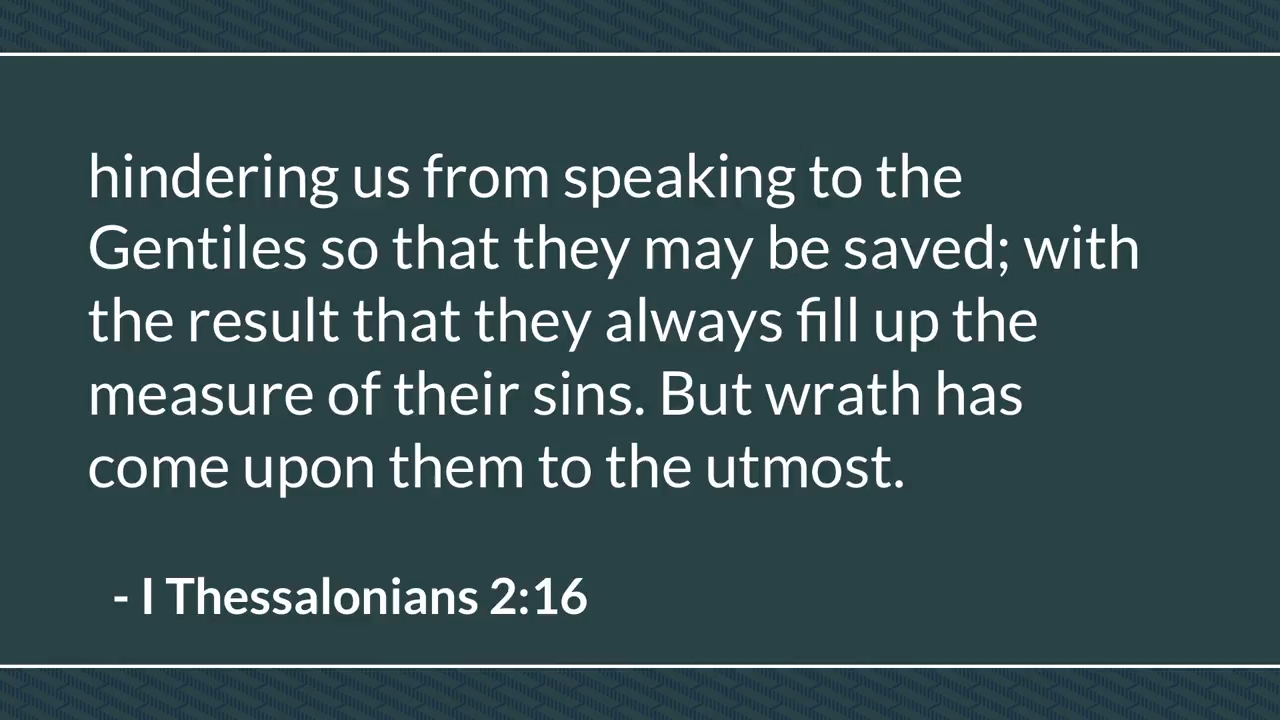 hindering us from speaking to the
Gentiles so that they may be saved; with
the result that they always fill up the
measure of their sins. But wrath has
come upon them to the utmost.
- I Thessalonians 2:16